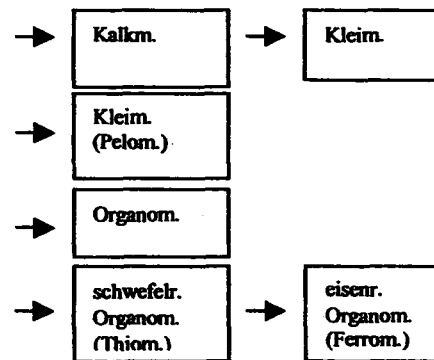 Kalkm.
Kleim.
Kleim.
(Pelom.)
Organom.
schwefelr.
Organom.
(Thiom.)
eisenr.
Organom.
(Ferrom.)